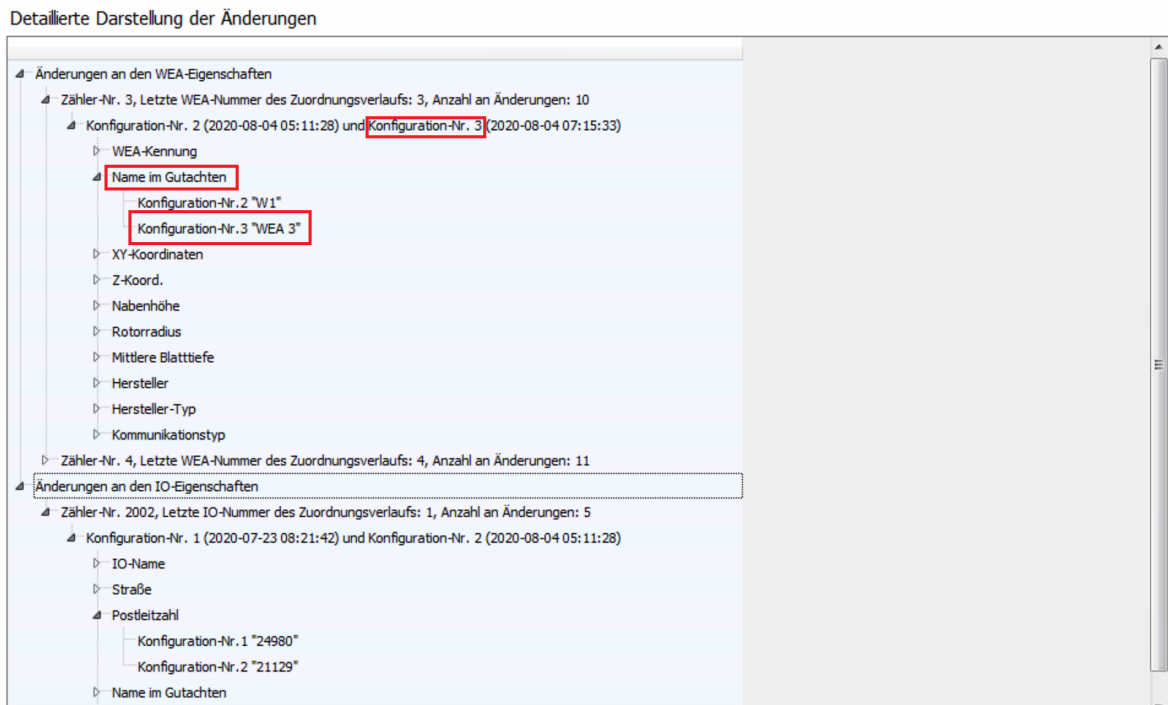 Detaillierte Darstellung der Änderungen
Änderungen an den WEA-Eigenschaften
Zähler-Nr. 3, Letzte WEA-Nummer des Zuordnungsverlaufs: 3, Anzahl an Änderungen: 10
Konfiguration-Nr. 2 (2020-08-04 05:11:28) und Konfiguration-Nr. 3 (2020-08-04 07:15:33)
WEA-Kennung
Name im Gutachten
Konfiguration-Nr.2 "W1"
Konfiguration-Nr.3 "WEA 3"
XY-Koordinaten
Z-Koord.
Nabenhöhe
Rotorradius
Mittlere Blatttiefe
Hersteller
Hersteller-Typ
Kommunikationstyp
Zähler-Nr. 4, Letzte WEA-Nummer des Zuordnungsverlaufs: 4, Anzahl an Änderungen: 11
Änderungen an den IO-Eigenschaften
Zähler-Nr. 2002, Letzte IO-Nummer des Zuordnungsverlaufs: 1, Anzahl an Änderungen: 5
Konfiguration-Nr. 1 (2020-07-23 08:21:42) und Konfiguration-Nr. 2 (2020-08-04 05:11:28)
IO-Name
Straße
Postleitzahl
Konfiguration-Nr.1 "24980"
Konfiguration-Nr.2 "21129"
Name im Gutachten